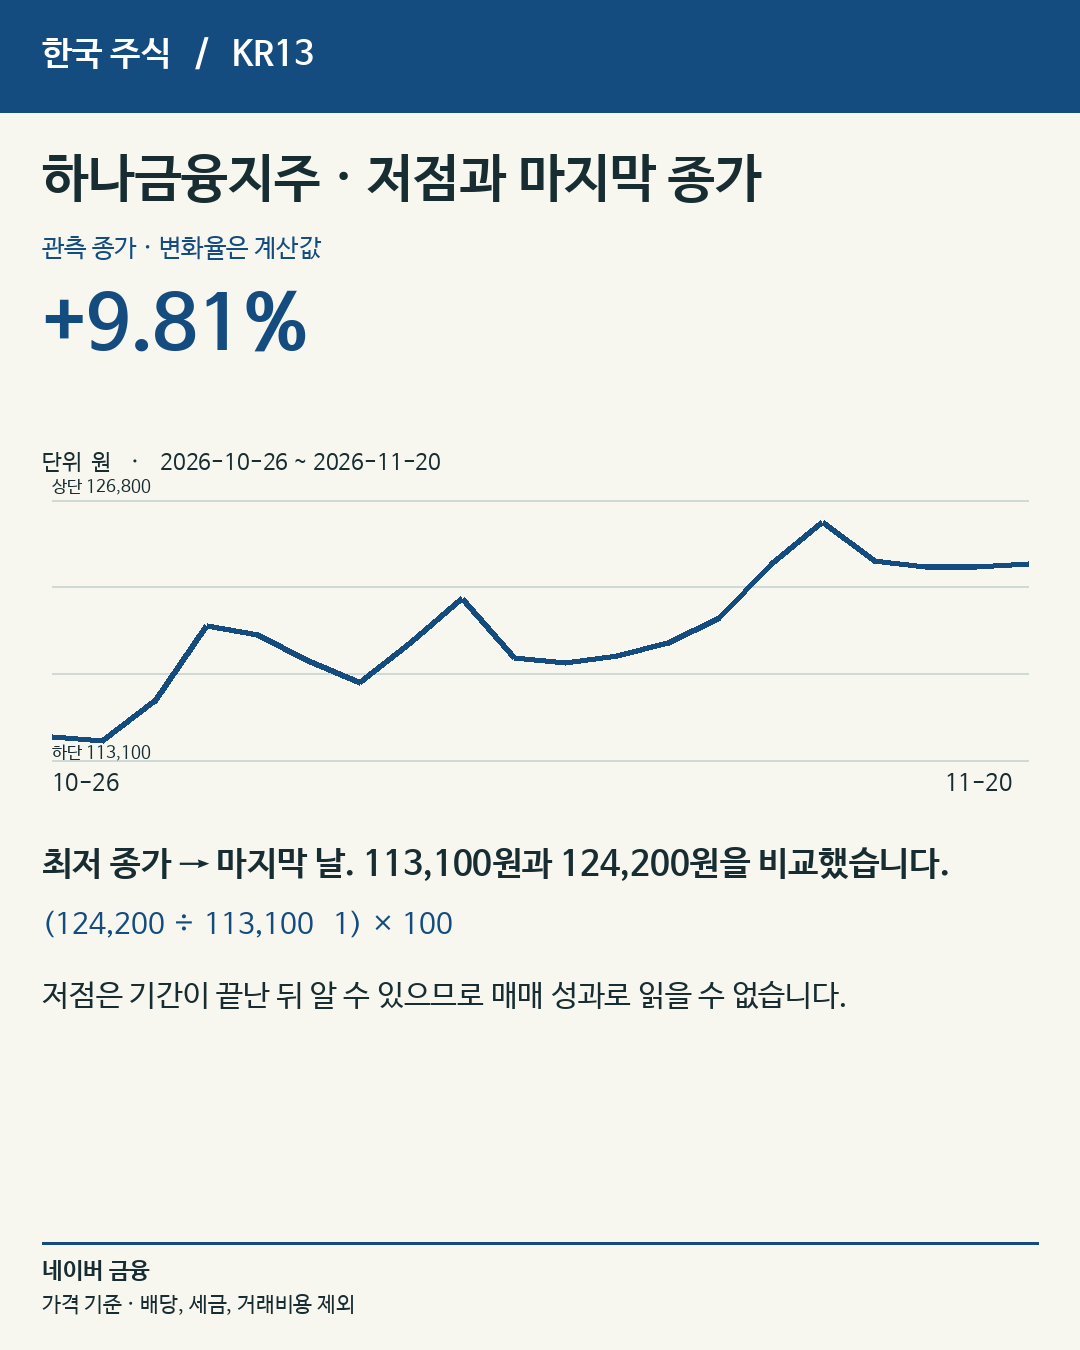 한국 주식 / KR13
하나금융지주 · 저점과 마지막 종가
관측 종가 · 변화율은 계산값
+9.81%
단위 원 · 2026-10-26 ~ 2026-11-20
상단 126,800
하단 113,100
10-26
11-20
최저 종가 → 마지막 날. 113,100원과 124,200원을 비교했습니다.
(124,200 ÷ 113,100 1) × 100
저점은 기간이 끝난 뒤 알 수 있으므로 매매 성과로 읽을 수 없습니다.
네이버 금융
가격 기준 · 배당, 세금, 거래비용 제외